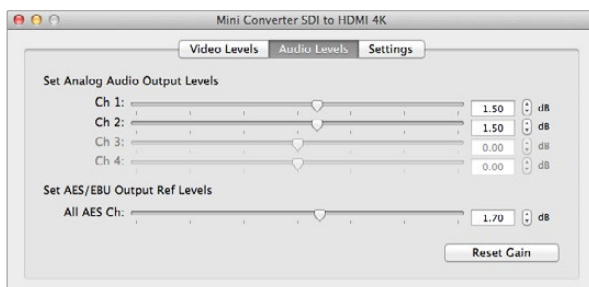 Mini Converter SDI to HDMI 4K
Video Levels Audio Levels Settings
Set Analog Audio Output Levels
Ch 1: 1.50 dB
Ch 2: 1.50 dB
Ch 3: 0.00 dB
Ch 4: 0.00 dB
Set AES/EBU Output Ref Levels
All AES Ch: 1.70 dB
Reset Gain